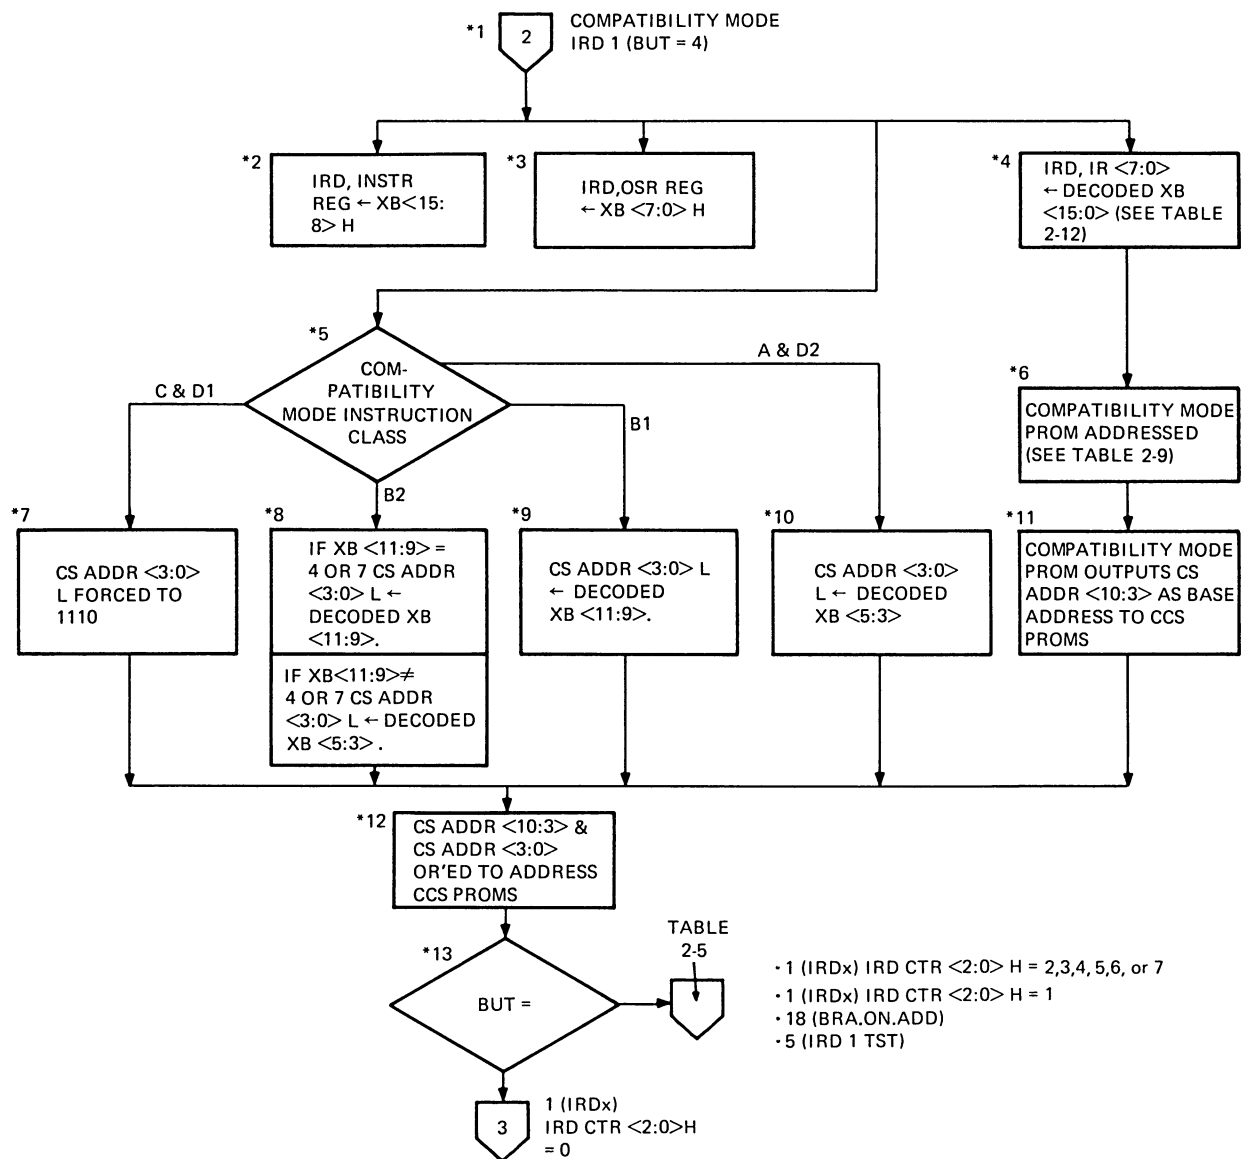 *1
2
COMPATIBILITY MODE
IRD 1 (BUT = 4)
*2
IRD, INSTR
REG ← XB<15:
8> H
*3
IRD,OSR REG
← XB <7:0> H
*4
IRD, IR <7:0>
← DECODED XB
<15:0> (SEE TABLE
2-12)
*5
COM-
PATIBILITY
MODE INSTRUCTION
CLASS
C & D1
B2
B1
A & D2
*6
COMPATIBILITY MODE
PROM ADDRESSED
(SEE TABLE 2-9)
*7
CS ADDR <3:0>
L FORCED TO
1110
*8
IF XB <11:9> =
4 OR 7 CS ADDR
<3:0> L ←
DECODED XB
<11:9>.
IF XB<11:9>≠
4 OR 7 CS ADDR
<3:0> L ← DECODED
XB <5:3> .
*9
CS ADDR <3:0> L
← DECODED
XB <11:9>.
*10
CS ADDR <3:0>
L ← DECODED
XB <5:3>
*11
COMPATIBILITY MODE
PROM OUTPUTS CS
ADDR <10:3> AS BASE
ADDRESS TO CCS
PROMS
*12
CS ADDR <10:3> &
CS ADDR <3:0>
OR'ED TO ADDRESS
CCS PROMS
*13
BUT =
TABLE
2-5
· 1 (IRDx) IRD CTR <2:0> H = 2,3,4, 5,6, or 7
· 1 (IRDx) IRD CTR <2:0> H = 1
· 18 (BRA.ON.ADD)
· 5 (IRD 1 TST)
3
1 (IRDx)
IRD CTR <2:0>H
= 0